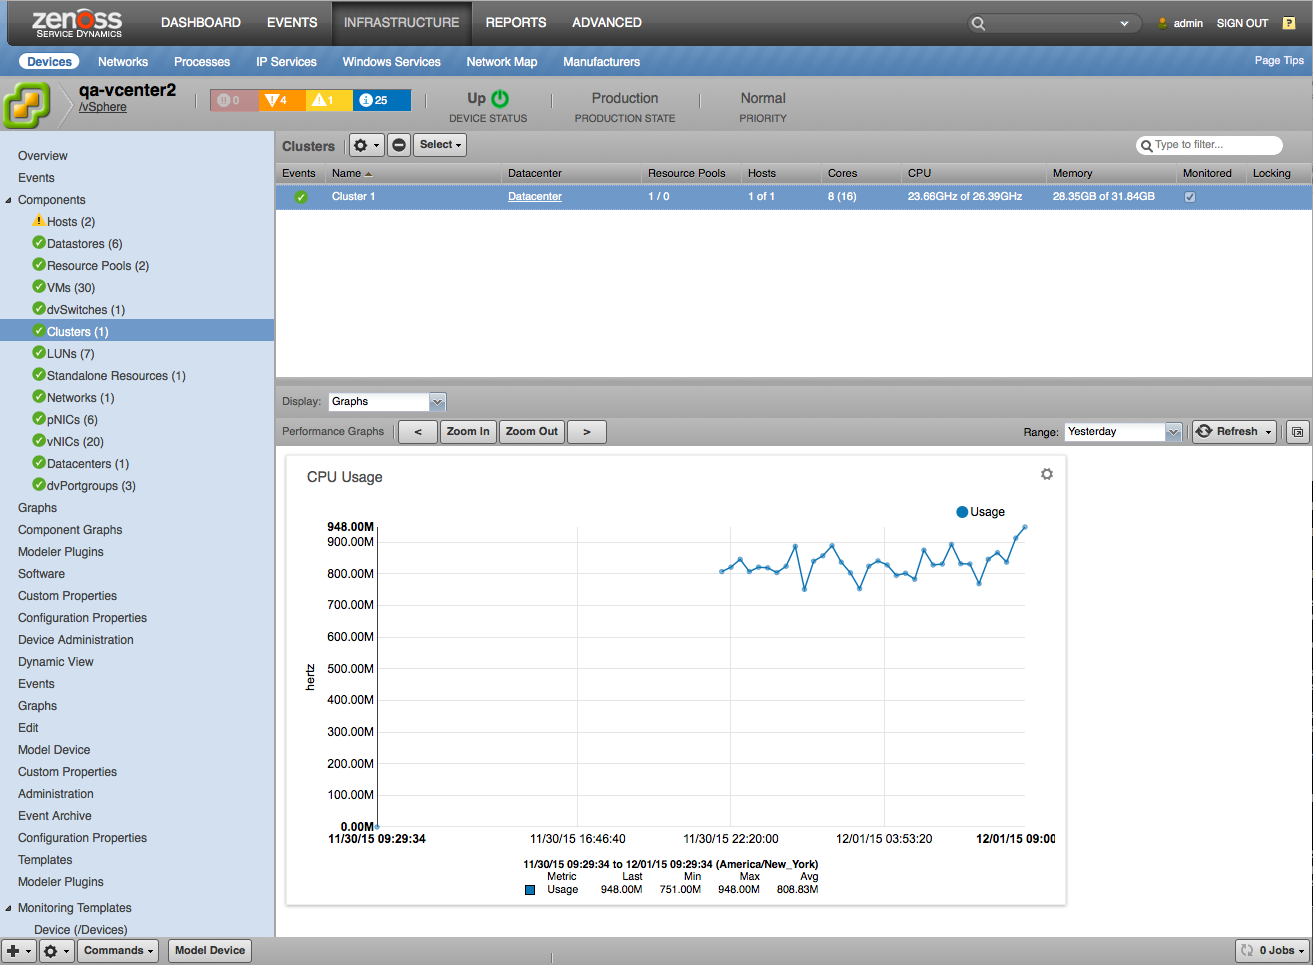 zenoss
SERVICE DYNAMICS
DASHBOARD EVENTS INFRASTRUCTURE REPORTS ADVANCED
admin SIGN OUT ?
Devices Networks Processes IP Services Windows Services Network Map Manufacturers Page Tips
qa-vcenter2
/vSphere
0 4 1 25
Up
DEVICE STATUS
Production
PRODUCTION STATE
Normal
PRIORITY
Overview
Events
Components
Hosts (2)
Datastores (6)
Resource Pools (2)
VMs (30)
dvSwitches (1)
Clusters (1)
LUNs (7)
Standalone Resources (1)
Networks (1)
pNICs (6)
vNICs (20)
Datacenters (1)
dvPortgroups (3)
Graphs
Component Graphs
Modeler Plugins
Software
Custom Properties
Configuration Properties
Device Administration
Dynamic View
Events
Graphs
Edit
Model Device
Custom Properties
Administration
Event Archive
Configuration Properties
Templates
Modeler Plugins
Monitoring Templates
Device (/Devices)
Clusters Select Type to filter...
Events Name Datacenter Resource Pools Hosts Cores CPU Memory Monitored Locking
Cluster 1 Datacenter 1 / 0 1 of 1 8 (16) 23.66GHz of 26.39GHz 28.35GB of 31.84GB
Display: Graphs
Performance Graphs < Zoom In Zoom Out > Range: Yesterday Refresh
CPU Usage
Usage
948.00M
900.00M
800.00M
700.00M
600.00M
500.00M
400.00M
300.00M
200.00M
100.00M
0.00M
hertz
11/30/15 09:29:34 11/30/15 16:46:40 11/30/15 22:20:00 12/01/15 03:53:20 12/01/15 09:00
11/30/15 09:29:34 to 12/01/15 09:29:34 (America/New_York)
Metric Last Min Max Avg
Usage 948.00M 751.00M 948.00M 808.83M
Commands Model Device 0 Jobs